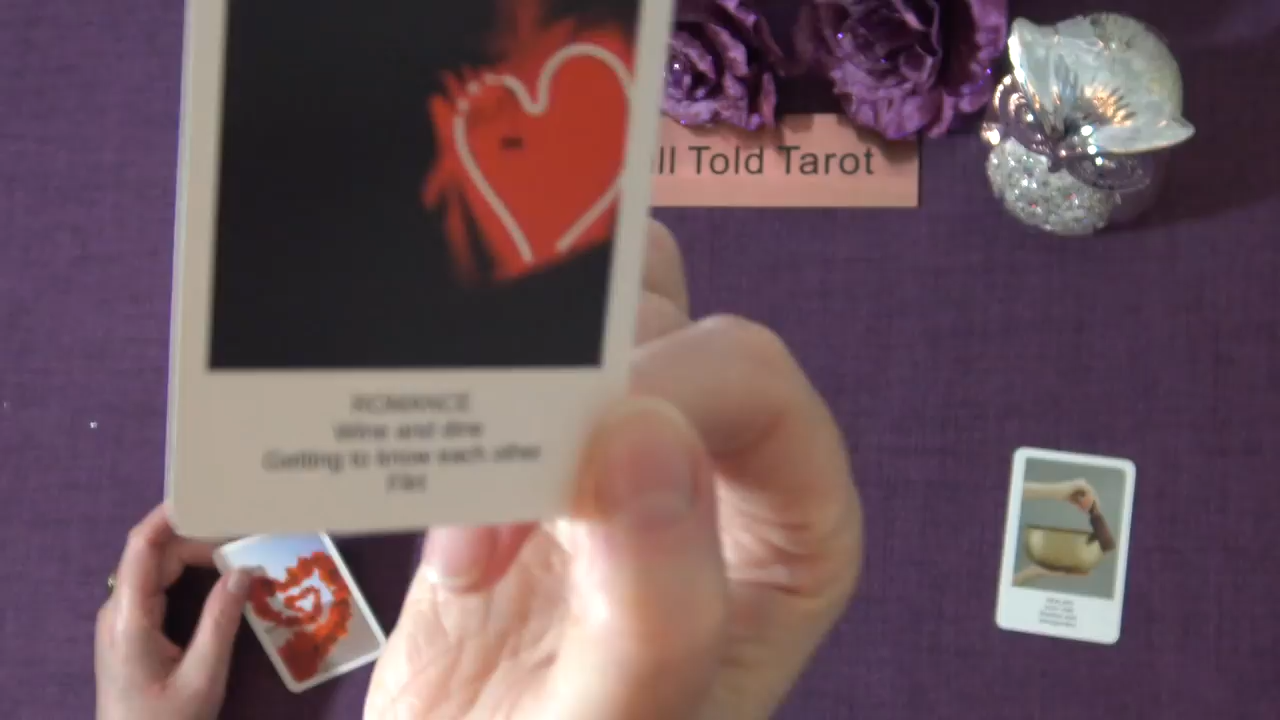 ll Told Tarot
ROMANCE
Wine and dine
Getting to know each other
Flirt